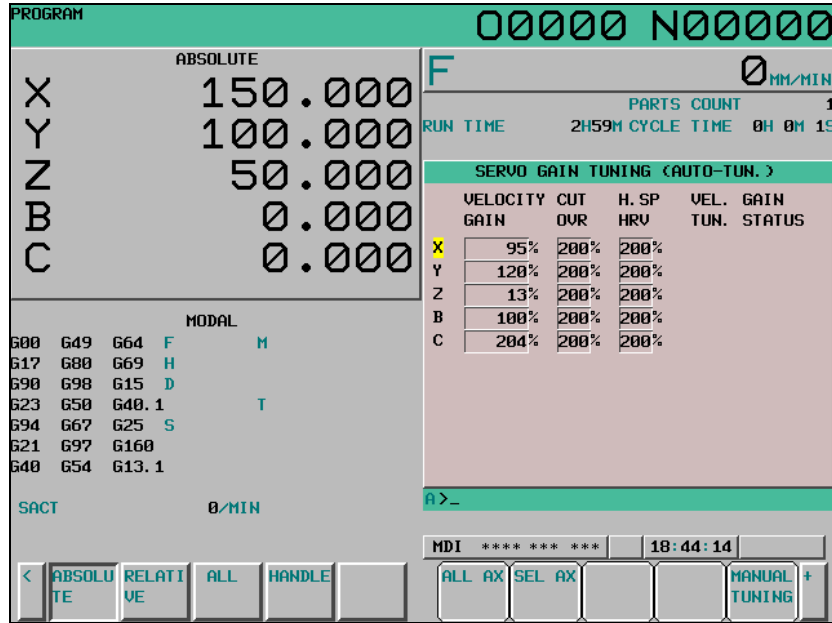 PROGRAM O0000 N00000
ABSOLUTE
X 150.000
Y 100.000
Z 50.000
B 0.000
C 0.000
F 0 MM/MIN
PARTS COUNT 1
RUN TIME 2H59M CYCLE TIME 0H 0M
SERVO GAIN TUNING (AUTO-TUN.)
VELOCITY CUT H.SP VEL. GAIN
GAIN OVR HRV TUN. STATUS
X 95% 200% 200%
Y 120% 200% 200%
Z 13% 200% 200%
B 100% 200% 200%
C 204% 200% 200%
MODAL
G00 G49 G64 F M
G17 G80 G69 H
G90 G98 G15 D
G23 G50 G40.1 T
G94 G67 G25 S
G21 G97 G160
G40 G54 G13.1
SACT 0/MIN
A>_
MDI **** *** *** 18:44:14
< ABSOLUTE RELATIVE ALL HANDLE
ALL AX SEL AX MANUAL TUNING +